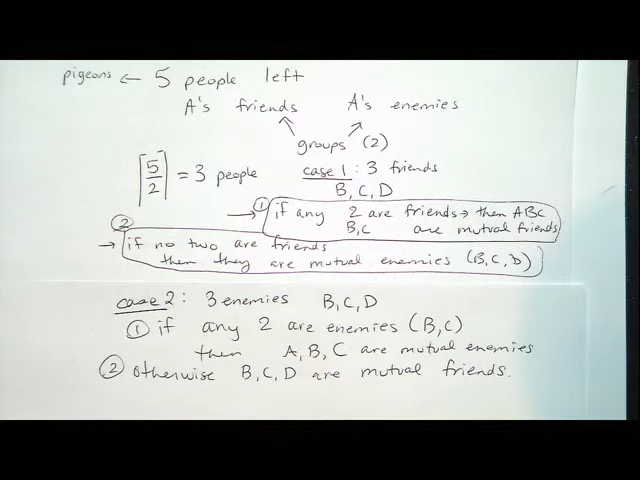 pigeons ← 5 people left
A's friends A's enemies
groups (2)
⌈5/2⌉ = 3 people case 1: 3 friends
B, C, D
→ ① if any 2 are friends → then ABC
B,C are mutual friends
② → if no two are friends
then they are mutual enemies (B, C, D)
case 2: 3 enemies B, C, D
① if any 2 are enemies (B, C)
then A, B, C are mutual enemies
② otherwise B, C, D are mutual friends.